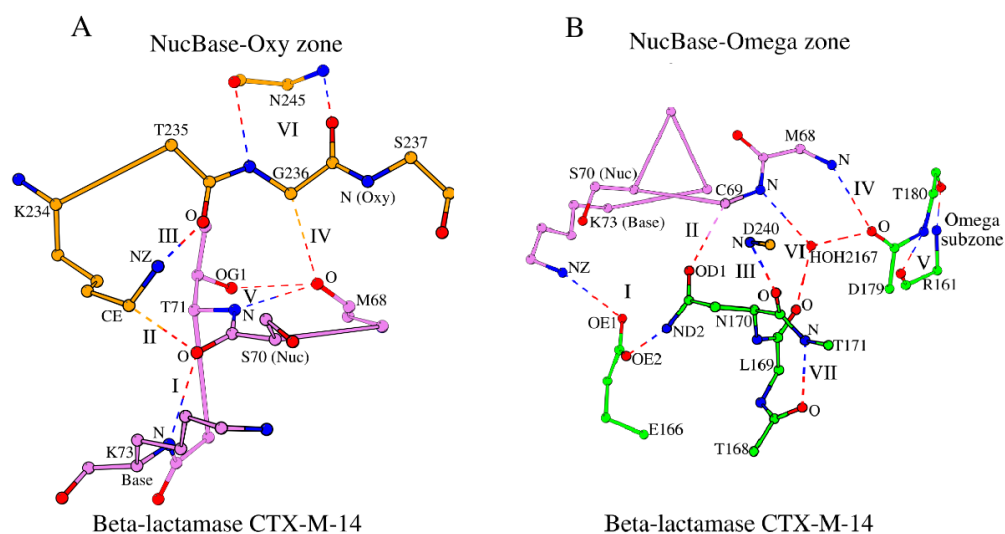 A
NucBase-Oxy zone
N245
VI
T235
G236
S237
N (Oxy)
K234
O
III
IV
NZ
OG1
O
V
T71
N
M68
CE
II
O
S70 (Nuc)
I
N
K73
Base
Beta-lactamase CTX-M-14
B
NucBase-Omega zone
M68
S70 (Nuc)
N
N
C69
IV
T180
K73 (Base)
II
D240
O
Omega
subzone
N
VI
HOH2167
V
NZ
III
OD1
R161
D179
I
O
O
OE1
N170
ND2
N
T171
OE2
L169
VII
O
E166
T168
Beta-lactamase CTX-M-14